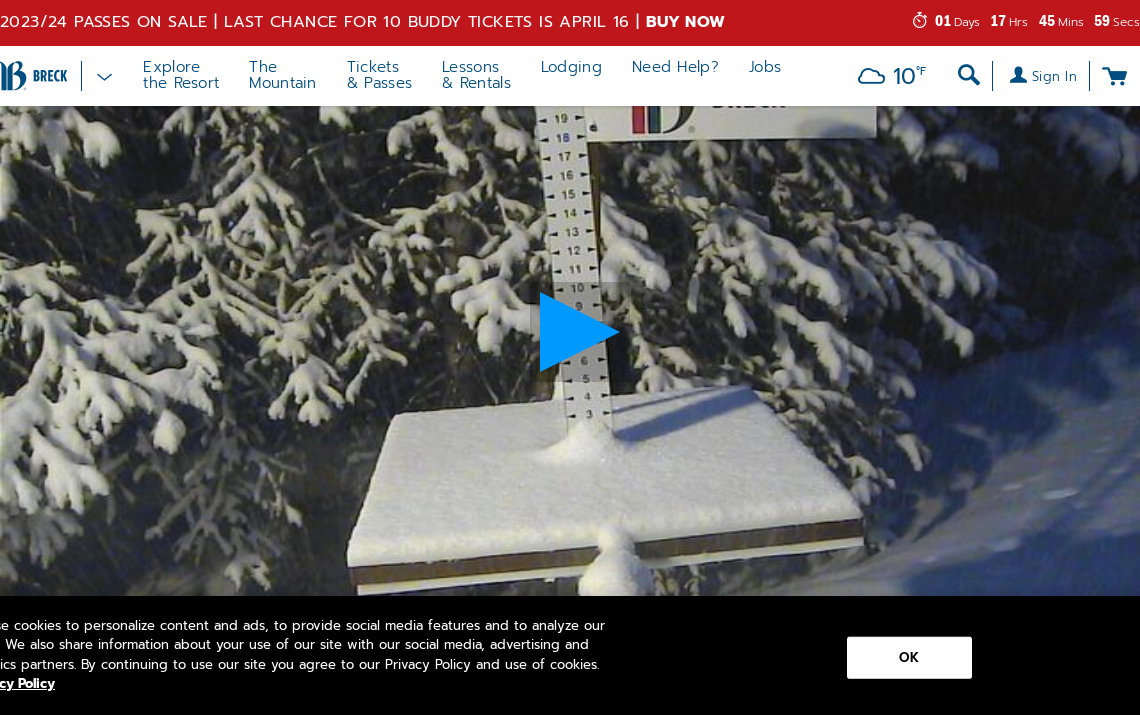 2023/24 PASSES ON SALE | LAST CHANCE FOR 10 BUDDY TICKETS IS APRIL 16 | BUY NOW
01 Days 17 Hrs 45 Mins 59 Secs
BRECK
Explore
the Resort
The
Mountain
Tickets
& Passes
Lessons
& Rentals
Lodging
Need Help?
Jobs
10°F
Sign In
19
18
17
16
15
14
13
12
11
10
9
6
5
4
3
se cookies to personalize content and ads, to provide social media features and to analyze our
We also share information about your use of our site with our social media, advertising and
ics partners. By continuing to use our site you agree to our Privacy Policy and use of cookies.
cy Policy
OK